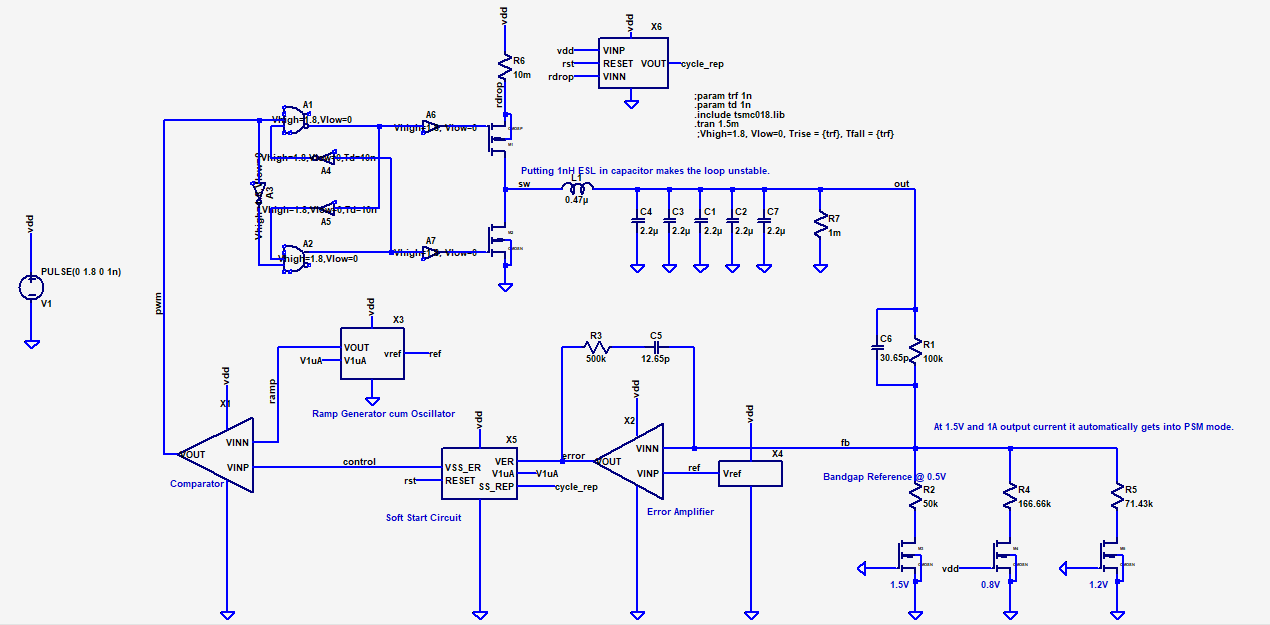 vdd
X6
vdd
R6
10m
rdrop
vdd
rst
rdrop
VINP
RESET
VINN
VOUT
cycle_rep
;param trf 1n
.param td 1n
.include tsmc018.lib
.tran 1.5m
;Vhigh=1.8, Vlow=0, Trise = {trf}, Tfall = {trf}
A1
Vhigh=1.8,Vlow=0
A6
Vhigh=1.8, Vlow=0
CMOSP
M1
Vhigh=1.8,Vlow=0,Td=10n
A4
A3
Vhigh=1.8,Vlow=0
Vhigh=1.8,Vlow=0,Td=10n
A5
A2
Vhigh=1.8,Vlow=0
A7
Vhigh=1.8, Vlow=0
M2
CMOSN
Putting 1nH ESL in capacitor makes the loop unstable.
sw
L1
0.47µ
out
C4
2.2µ
C3
2.2µ
C1
2.2µ
C2
2.2µ
C7
2.2µ
R7
1m
vdd
PULSE(0 1.8 0 1n)
V1
pwm
vdd
X3
VOUT
V1uA
V1uA
vref
ref
Ramp Generator cum Oscillator
ramp
R3
500k
C5
12.65p
C6
30.65p
R1
100k
vdd
X1
VINN
VOUT
VINP
Comparator
control
vdd
X5
VSS_ER
RESET
rst
VER
V1uA
SS_REP
V1uA
cycle_rep
Soft Start Circuit
error
vdd
X2
VINN
VOUT
VINP
Error Amplifier
ref
vdd
X4
Vref
fb
At 1.5V and 1A output current it automatically gets into PSM mode.
Bandgap Reference @ 0.5V
R2
50k
R4
166.66k
R5
71.43k
M3
CMOSN
1.5V
vdd
M4
CMOSN
0.8V
CMOSN
1.2V